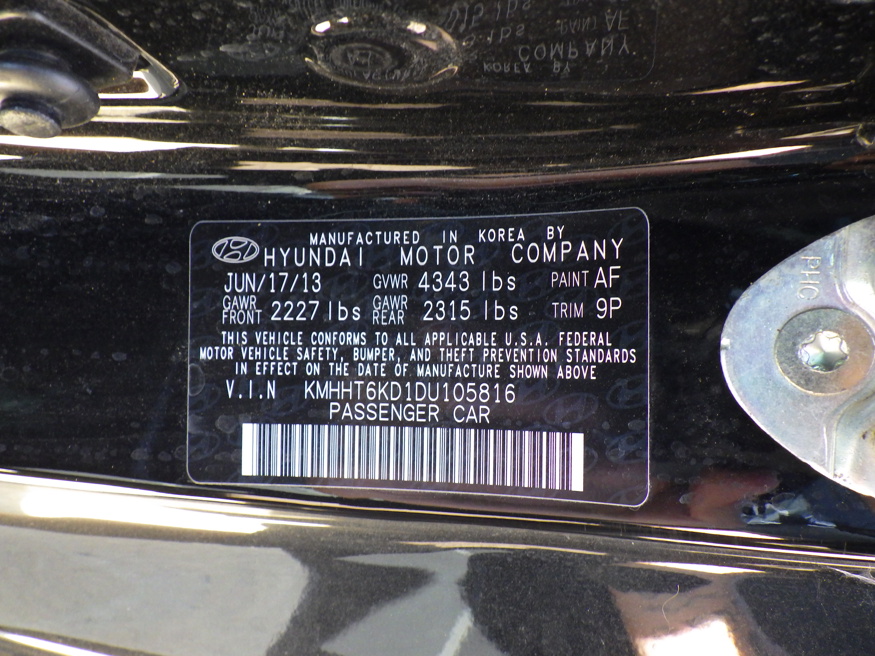 MANUFACTURED IN KOREA BY
HYUNDAI MOTOR COMPANY
JUN/17/13 GVWR 4343 lbs PAINT AF
GAWR FRONT 2227 lbs GAWR REAR 2315 lbs TRIM 9P
THIS VEHICLE CONFORMS TO ALL APPLICABLE U.S.A. FEDERAL
MOTOR VEHICLE SAFETY, BUMPER, AND THEFT PREVENTION STANDARDS
IN EFFECT ON THE DATE OF MANUFACTURE SHOWN ABOVE
V.I.N KMHHT6KD1DU105816
PASSENGER CAR
PHC